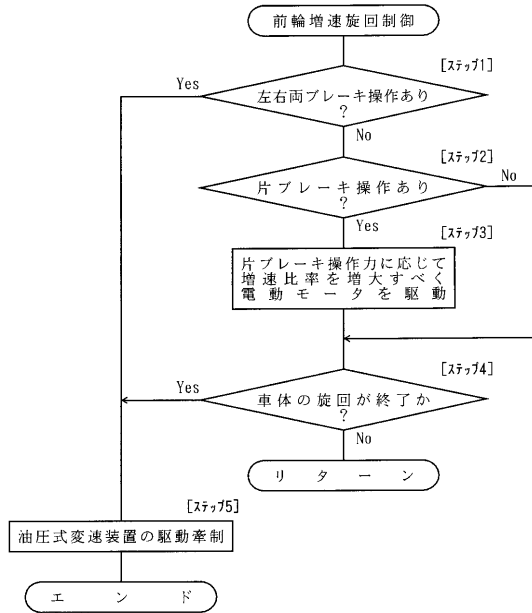 前輪増速旋回制御
[ステップ1]
Yes
左右両ブレーキ操作あり
?
No
[ステップ2]
No
片ブレーキ操作あり
?
Yes
[ステップ3]
片ブレーキ操作力に応じて
増速比率を増大すべく
電動モータを駆動
[ステップ4]
Yes
車体の旋回が終了か
?
No
リターン
[ステップ5]
油圧式変速装置の駆動牽制
エンド